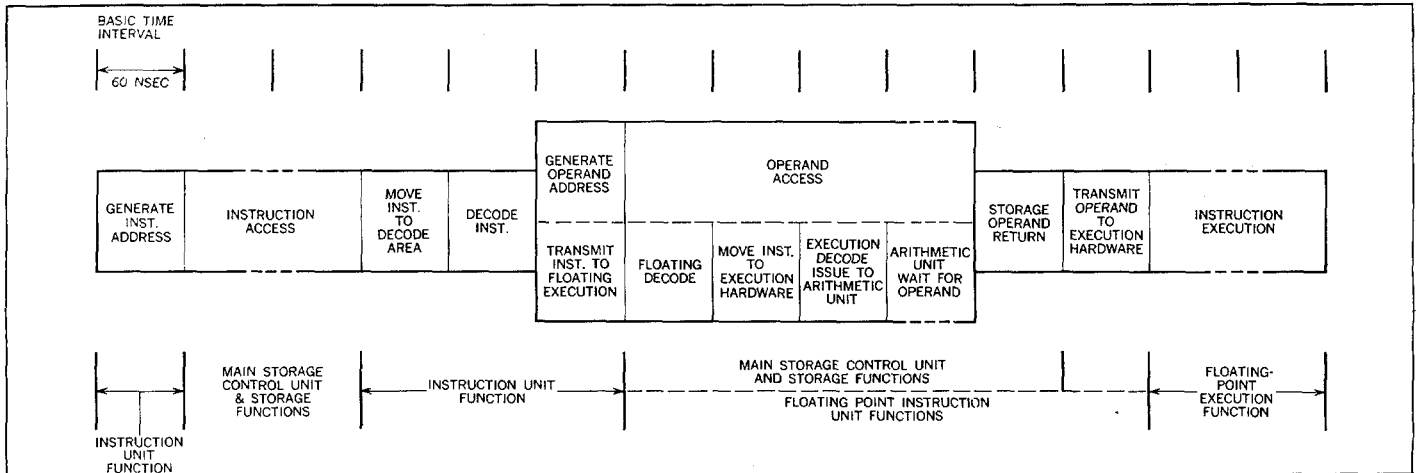 BASIC TIME
INTERVAL
60 NSEC
GENERATE
INST.
ADDRESS
INSTRUCTION
ACCESS
MOVE
INST.
TO
DECODE
AREA
DECODE
INST.
GENERATE
OPERAND
ADDRESS
OPERAND
ACCESS
TRANSMIT
INST. TO
FLOATING
EXECUTION
FLOATING
DECODE
MOVE INST.
TO
EXECUTION
HARDWARE
EXECUTION
DECODE
ISSUE TO
ARITHMETIC
UNIT
ARITHMETIC
UNIT
WAIT FOR
OPERAND
STORAGE
OPERAND
RETURN
TRANSMIT
OPERAND
TO
EXECUTION
HARDWARE
INSTRUCTION
EXECUTION
INSTRUCTION
UNIT
FUNCTION
MAIN STORAGE
CONTROL UNIT
& STORAGE
FUNCTIONS
INSTRUCTION UNIT
FUNCTION
MAIN STORAGE CONTROL UNIT
AND STORAGE FUNCTIONS
FLOATING POINT INSTRUCTION
UNIT FUNCTIONS
FLOATING-
POINT
EXECUTION
FUNCTION